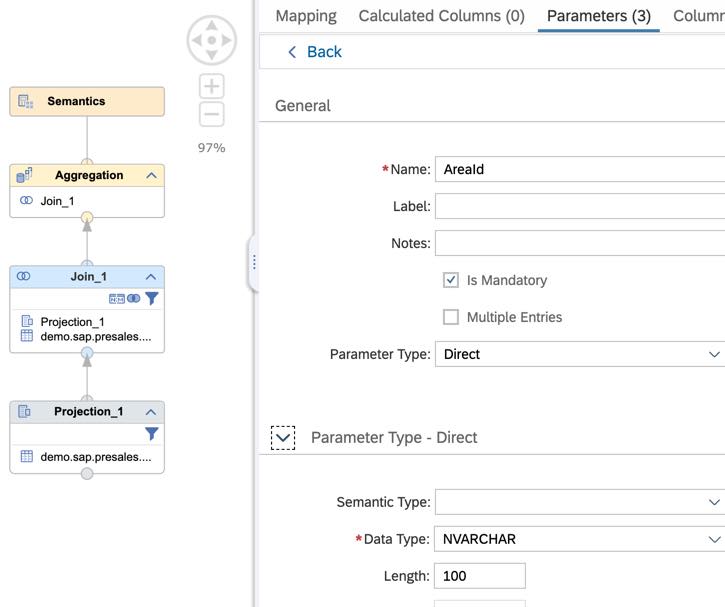 Mapping Calculated Columns (0) Parameters (3) Column
Back
General
*Name: AreaId
Label:
Notes:
Is Mandatory
Multiple Entries
Parameter Type: Direct
Parameter Type - Direct
Semantic Type:
*Data Type: NVARCHAR
Length: 100
97%
Semantics
Aggregation
Join_1
Join_1
Projection_1
demo.sap.presales....
Projection_1
demo.sap.presales....